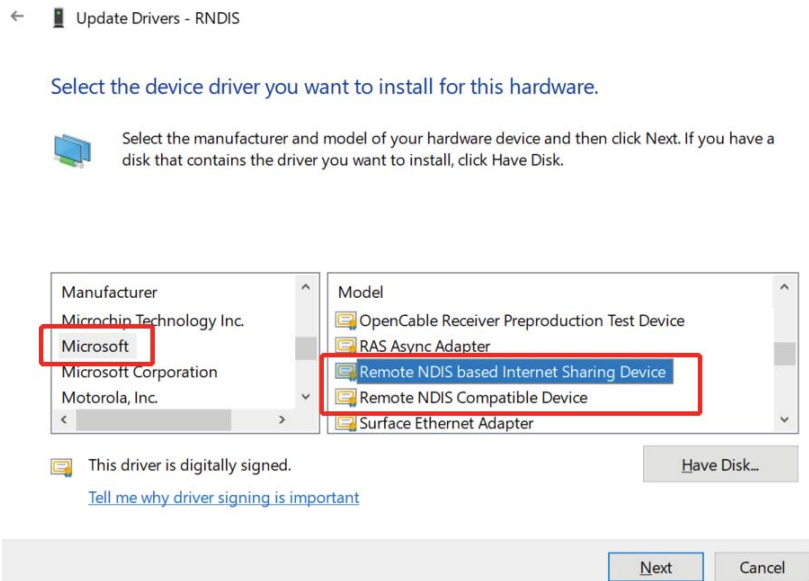 Update Drivers - RNDIS
Select the device driver you want to install for this hardware.
Select the manufacturer and model of your hardware device and then click Next. If you have a
disk that contains the driver you want to install, click Have Disk.
Manufacturer
Microchip Technology Inc.
Microsoft
Microsoft Corporation
Motorola, Inc.
Model
OpenCable Receiver Preproduction Test Device
RAS Async Adapter
Remote NDIS based Internet Sharing Device
Remote NDIS Compatible Device
Surface Ethernet Adapter
This driver is digitally signed.
Have Disk...
Tell me why driver signing is important
Next
Cancel